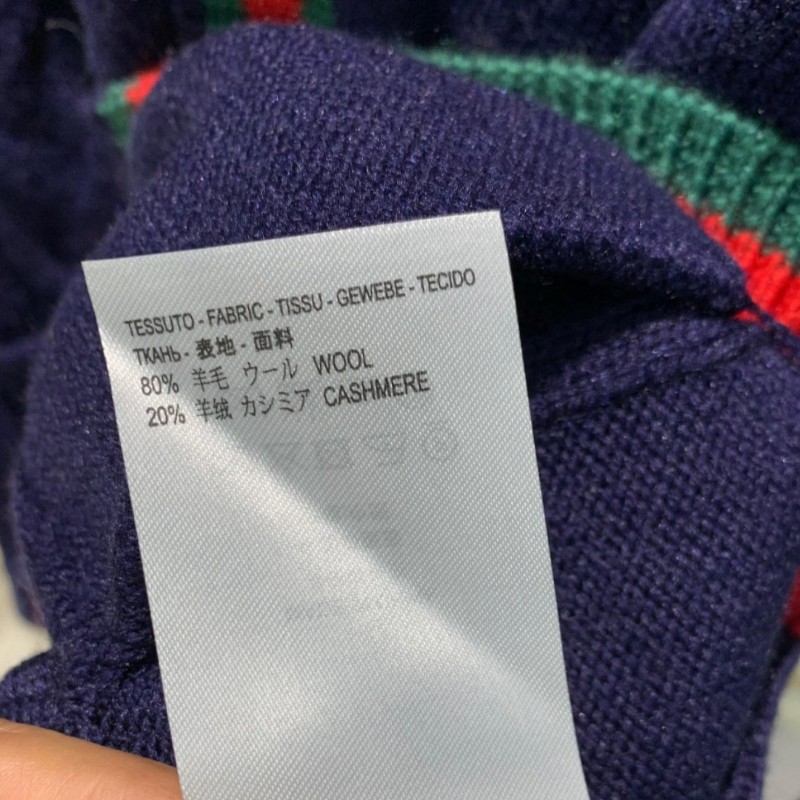 TESSUTO - FABRIC - TISSU - GEWEBE - TECIDO
ТКАНЬ - 表地 - 面料
80% 羊毛 ウール WOOL
20% 羊绒 カシミア CASHMERE